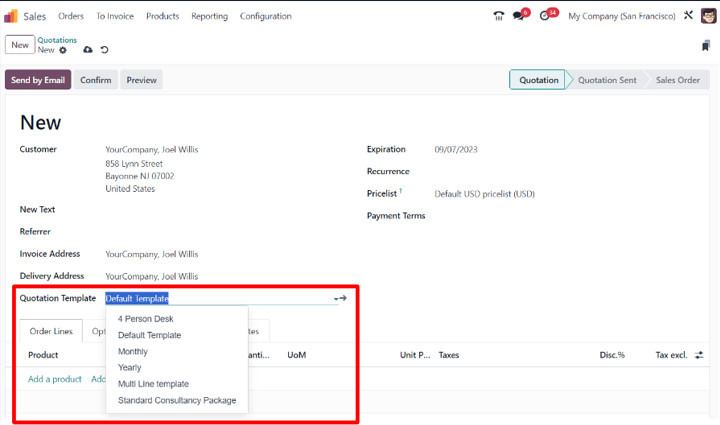 Sales Orders To Invoice Products Reporting Configuration 6 34 My Company (San Francisco)
New Quotations
New
Send by Email Confirm Preview Quotation Quotation Sent Sales Order
New
Customer YourCompany, Joel Willis Expiration 09/07/2023
858 Lynn Street
Bayonne NJ 07002
United States
Recurrence
Pricelist ? Default USD pricelist (USD)
New Text
Payment Terms
Referrer
Invoice Address YourCompany, Joel Willis
Delivery Address YourCompany, Joel Willis
Quotation Template Default Template
4 Person Desk
Order Lines Opt tes
Default Template
Monthly
Product anti... UoM Unit P... Taxes Disc.% Tax excl.
Yearly
Add a product Add
Multi Line template
Standard Consultancy Package